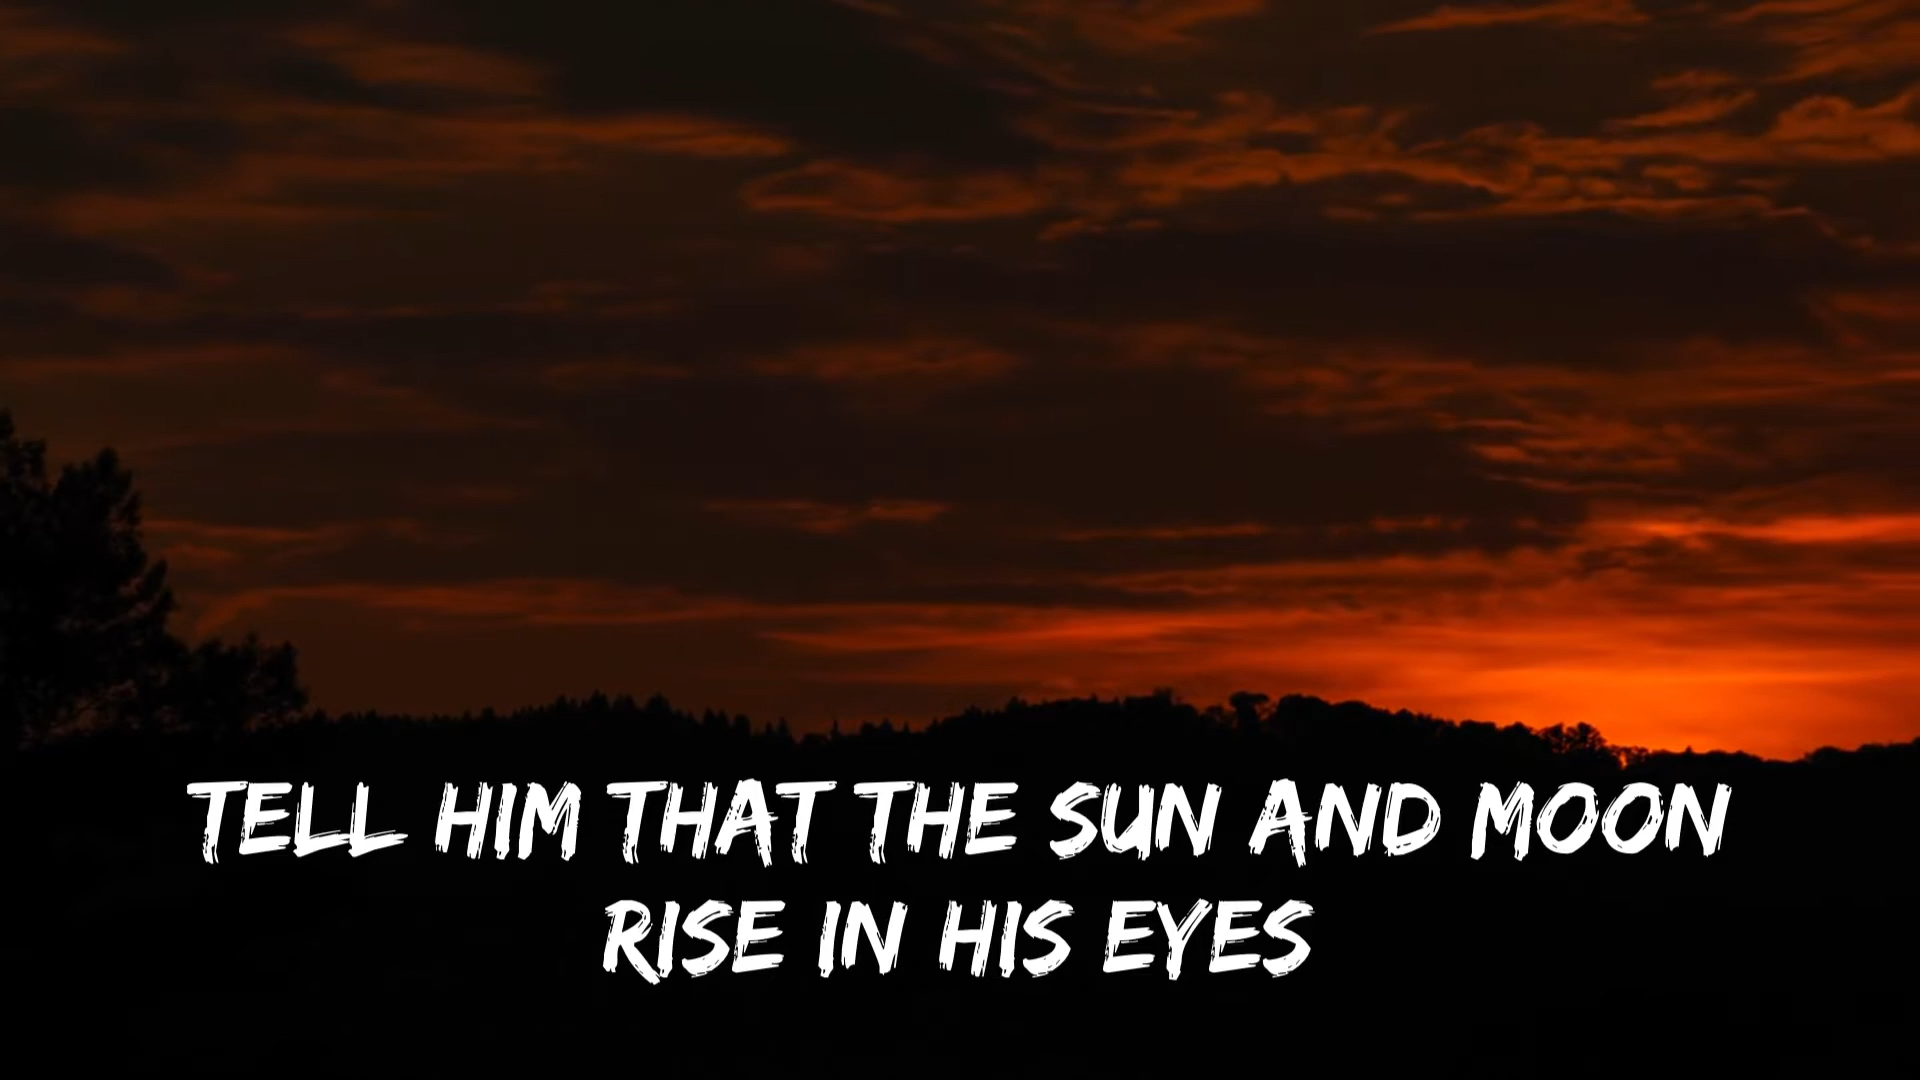 TELL HIM THAT THE SUN AND MOON
RISE IN HIS EYES